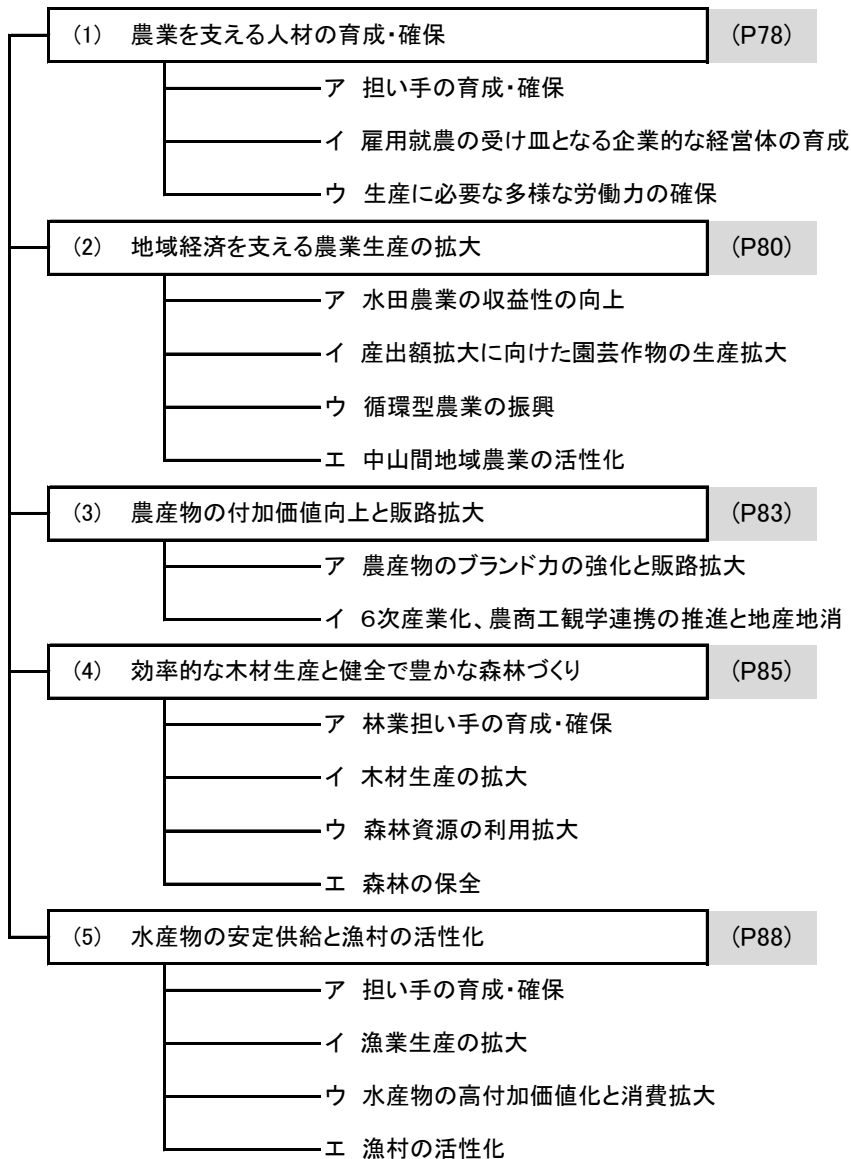 (1) 農業を支える人材の育成・確保 (P78)
ア 担い手の育成・確保
イ 雇用就農の受け皿となる企業的な経営体の育成
ウ 生産に必要な多様な労働力の確保
(2) 地域経済を支える農業生産の拡大 (P80)
ア 水田農業の収益性の向上
イ 産出額拡大に向けた園芸作物の生産拡大
ウ 循環型農業の振興
エ 中山間地域農業の活性化
(3) 農産物の付加価値向上と販路拡大 (P83)
ア 農産物のブランド力の強化と販路拡大
イ 6次産業化、農商工観学連携の推進と地産地消
(4) 効率的な木材生産と健全で豊かな森林づくり (P85)
ア 林業担い手の育成・確保
イ 木材生産の拡大
ウ 森林資源の利用拡大
エ 森林の保全
(5) 水産物の安定供給と漁村の活性化 (P88)
ア 担い手の育成・確保
イ 漁業生産の拡大
ウ 水産物の高付加価値化と消費拡大
エ 漁村の活性化